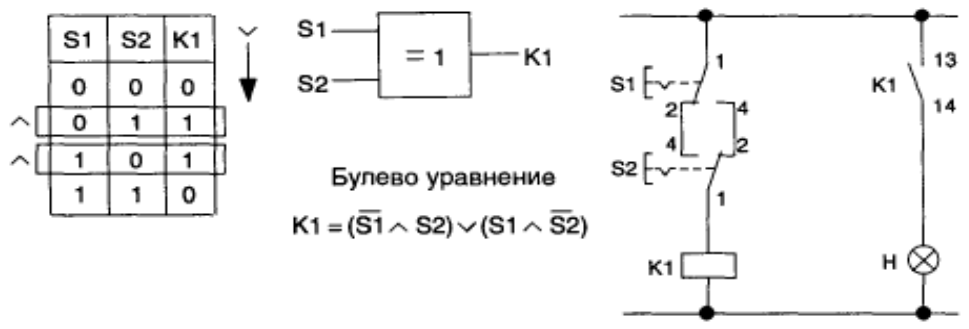 S1 S2 K1
0 0 0
0 1 1
1 0 1
1 1 0
S1
S2
= 1
K1
Булево уравнение
K1 = (S̅1̅ ∧ S2) ∨ (S1 ∧ S̅2̅)
S1
1
2
4
4
2
S2
1
K1
K1
13
14
H